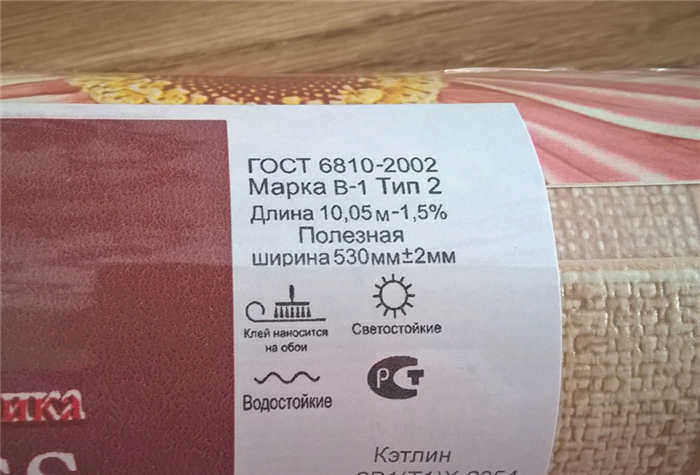 ГОСТ 6810-2002
Марка В-1 Тип 2
Длина 10,05м-1,5%
Полезная
ширина 530мм±2мм
Клей наносится
на обои
Светостойкие
Водостойкие
РСТ
Кэтлин